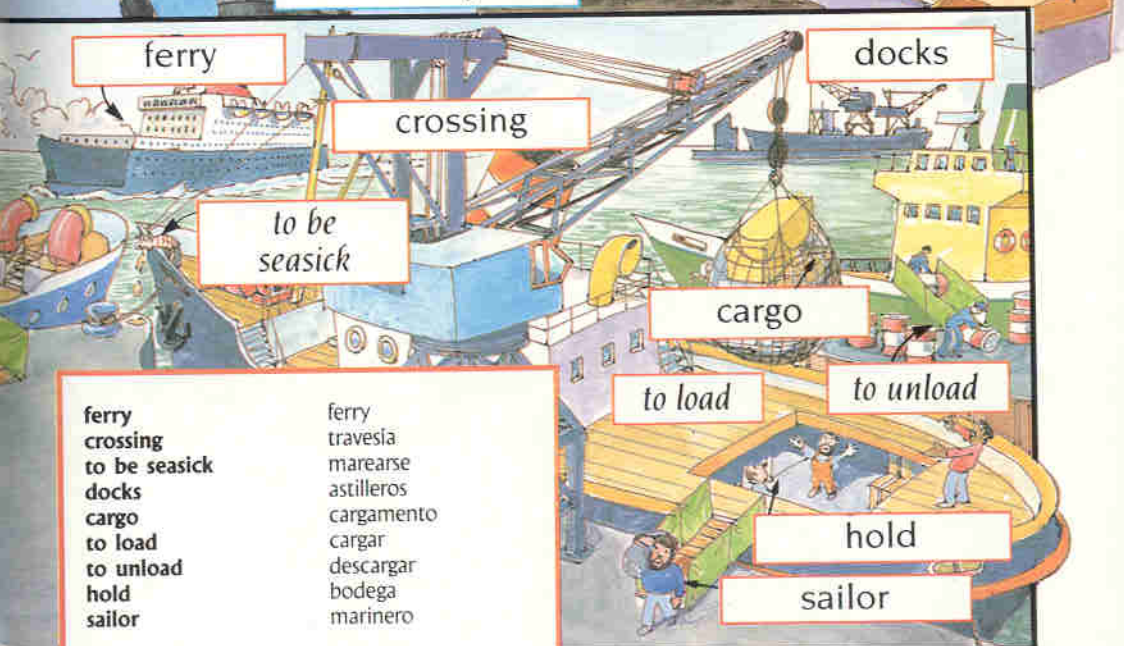 ferry
docks
crossing
to be
seasick
cargo
to load
to unload
hold
sailor
ferry ferry
crossing travesía
to be seasick marearse
docks astilleros
cargo cargamento
to load cargar
to unload descargar
hold bodega
sailor marinero